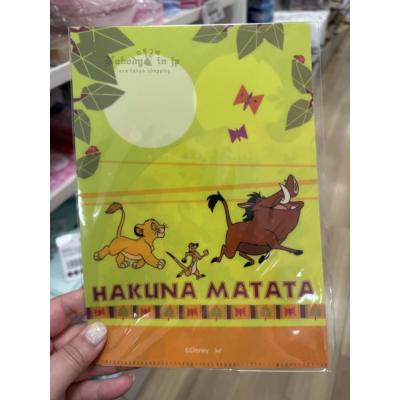 Nobody in jp
love tokyo shopping
HAKUNA MATATA
©Disney